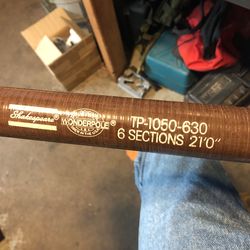 Shakespeare
WONDERPOLE
TP-1050-630
6 SECTIONS 21'0"